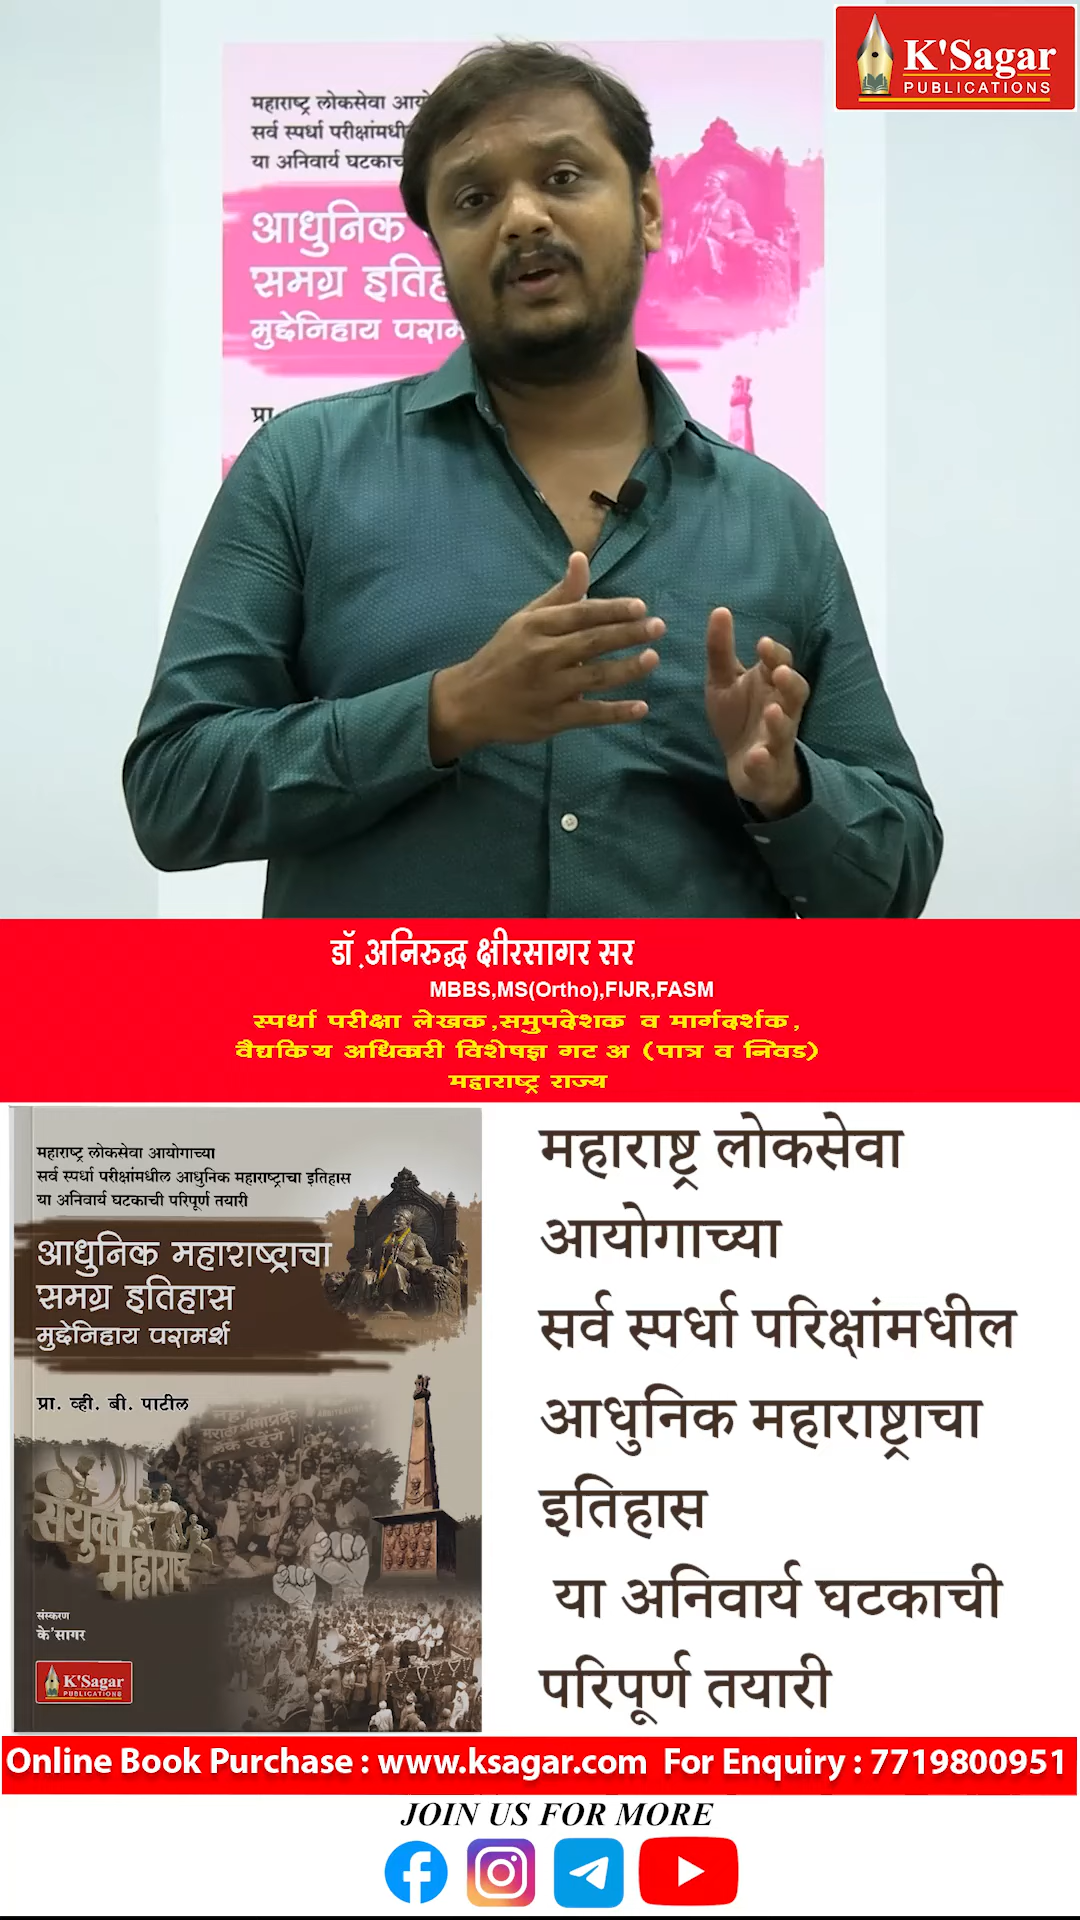 K'Sagar
PUBLICATIONS
महाराष्ट्र लोकसेवा
सर्व स्पर्धा परीक्षांमधी
या अनिवार्य घटकाच
आधुनिक
समग्र इतिह
मुद्देनिहाय पराम
प्रा.
डॉ.अनिरुद्ध क्षीरसागर सर
MBBS,MS(Ortho),FIJR,FASM
स्पर्धा परीक्षा लेखक,समुपदेशक व मार्गदर्शक,
वैद्यकिय अधिकारी विशेषज्ञ गट अ (पात्र व निवड)
महाराष्ट्र राज्य
महाराष्ट्र लोकसेवा आयोगाच्या
सर्व स्पर्धा परीक्षांमधील आधुनिक महाराष्ट्राचा इतिहास
या अनिवार्य घटकाची परिपूर्ण तयारी
आधुनिक महाराष्ट्राचा
समग्र इतिहास
मुद्देनिहाय परामर्श
प्रा. व्ही. बी. पाटील
संयुक्त
महाराष्ट्र
संस्करण
के'सागर
K'Sagar
PUBLICATIONS
महाराष्ट्र लोकसेवा
आयोगाच्या
सर्व स्पर्धा परिक्षांमधील
आधुनिक महाराष्ट्राचा
इतिहास
या अनिवार्य घटकाची
परिपूर्ण तयारी
Online Book Purchase : www.ksagar.com For Enquiry : 7719800951
JOIN US FOR MORE